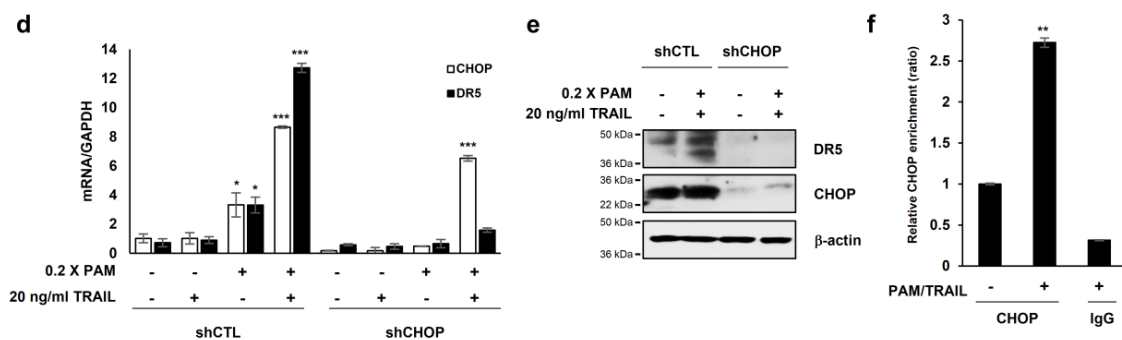 d
14
12
10
8
6
4
2
0
mRNA/GAPDH
CHOP
DR5
*
*
***
***
***
0.2 X PAM - - + + - - + +
20 ng/ml TRAIL - + - + - + - +
shCTL shCHOP
e
shCTL shCHOP
0.2 X PAM - + - +
20 ng/ml TRAIL - + - +
50 kDa
36 kDa
DR5
36 kDa
22 kDa
CHOP
50 kDa
36 kDa
β-actin
f
3
2.5
2
1.5
1
0.5
0
Relative CHOP enrichment (ratio)
**
PAM/TRAIL - + +
CHOP IgG